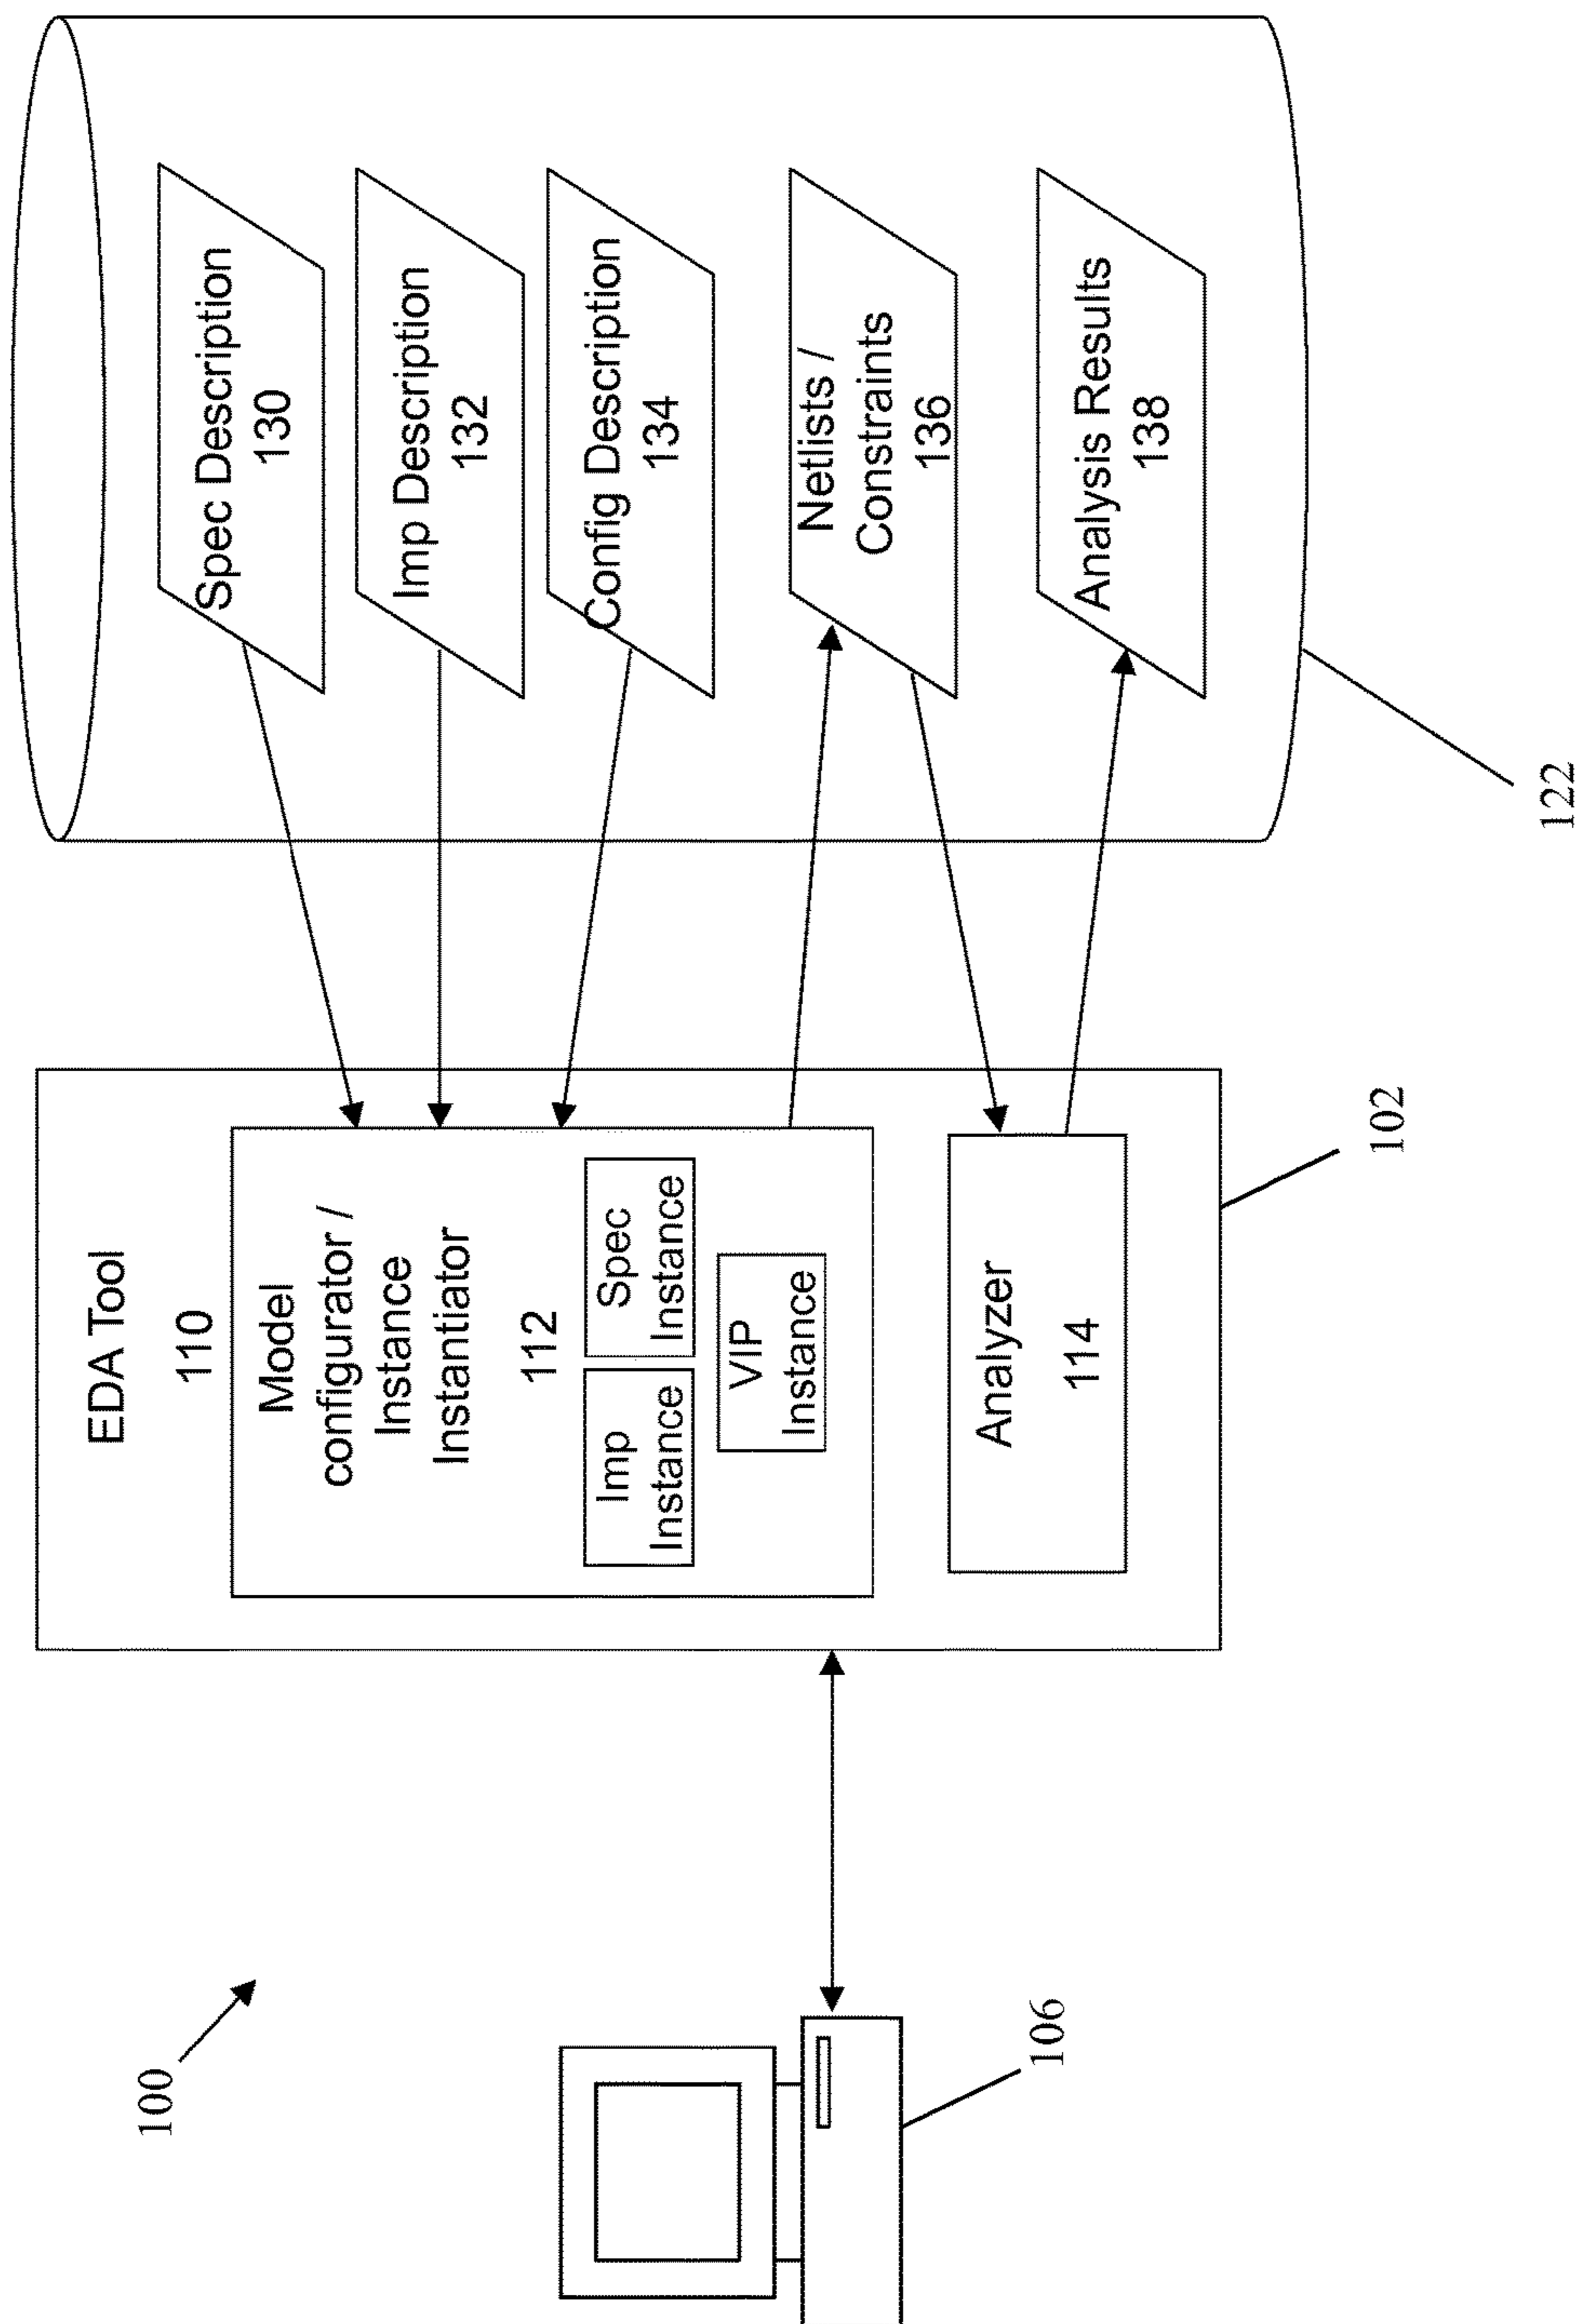 100
106
EDA Tool
110
Model
configurator /
Instance
Instantiator
112
Imp
Instance
Spec
Instance
VIP
Instance
Analyzer
114
102
Spec Description
130
Imp Description
132
Config Description
134
Netlists /
Constraints
136
Analysis Results
138
122